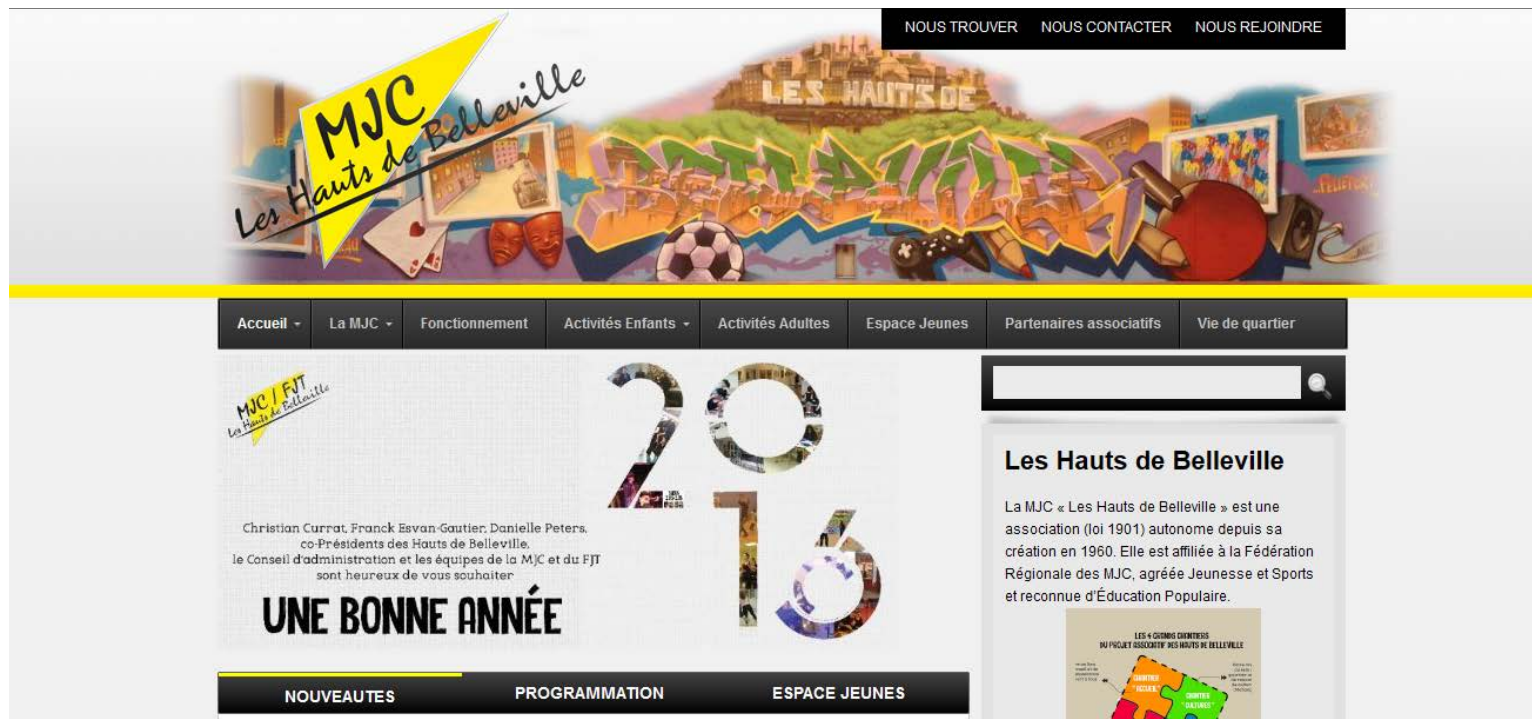 NOUS TROUVER NOUS CONTACTER NOUS REJOINDRE
MJC
Les Hauts de Belleville
LES HAUTS DE
BELLEVILLE
Accueil La MJC Fonctionnement Activités Enfants Activités Adultes Espace Jeunes Partenaires associatifs Vie de quartier
MJC / FJT
Les Hauts de Belleville
2016
Christian Currat, Franck Esvan-Gautier, Danielle Peters,
co-Présidents des Hauts de Belleville,
le Conseil d'administration et les équipes de la MJC et du FJT
sont heureux de vous souhaiter
UNE BONNE ANNÉE
Les Hauts de Belleville
La MJC « Les Hauts de Belleville » est une
association (loi 1901) autonome depuis sa
création en 1960. Elle est affiliée à la Fédération
Régionale des MJC, agréée Jeunesse et Sports
et reconnue d'Éducation Populaire.
LES 4 GRANDS CHANTIERS
DU PROJET ASSOCIATIF DES HAUTS DE BELLEVILLE
CHANTIER
"ACCUEIL"
CHANTIER
"CULTURES"
NOUVEAUTES PROGRAMMATION ESPACE JEUNES